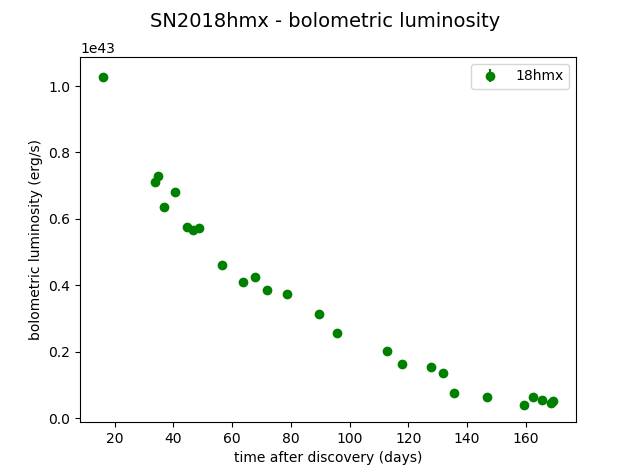 SN2018hmx - bolometric luminosity
1e43
18hmx
1.0
0.8
0.6
0.4
0.2
0.0
bolometric luminosity (erg/s)
20 40 60 80 100 120 140 160
time after discovery (days)